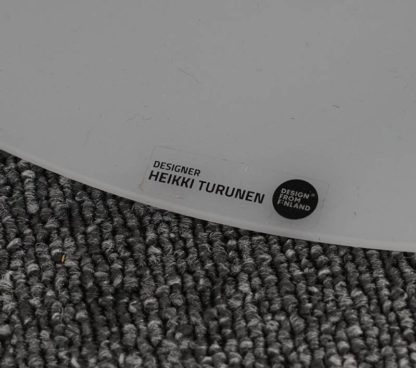 DESIGNER
HEIKKI TURUNEN
DESIGN
FROM
FINLAND